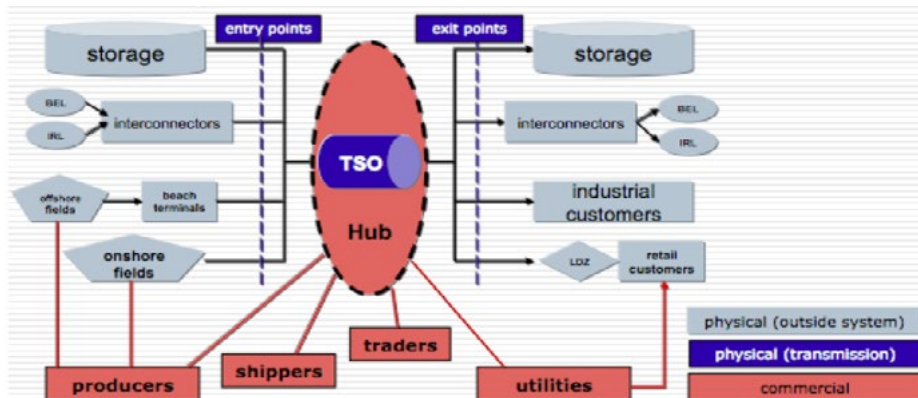 entry points
exit points
storage
storage
BEL
IRL
interconnectors
interconnectors
BEL
IRL
TSO
Hub
offshore
fields
beach
terminals
industrial
customers
onshore
fields
LDZ
retail
customers
traders
shippers
producers
utilities
physical (outside system)
physical (transmission)
commercial